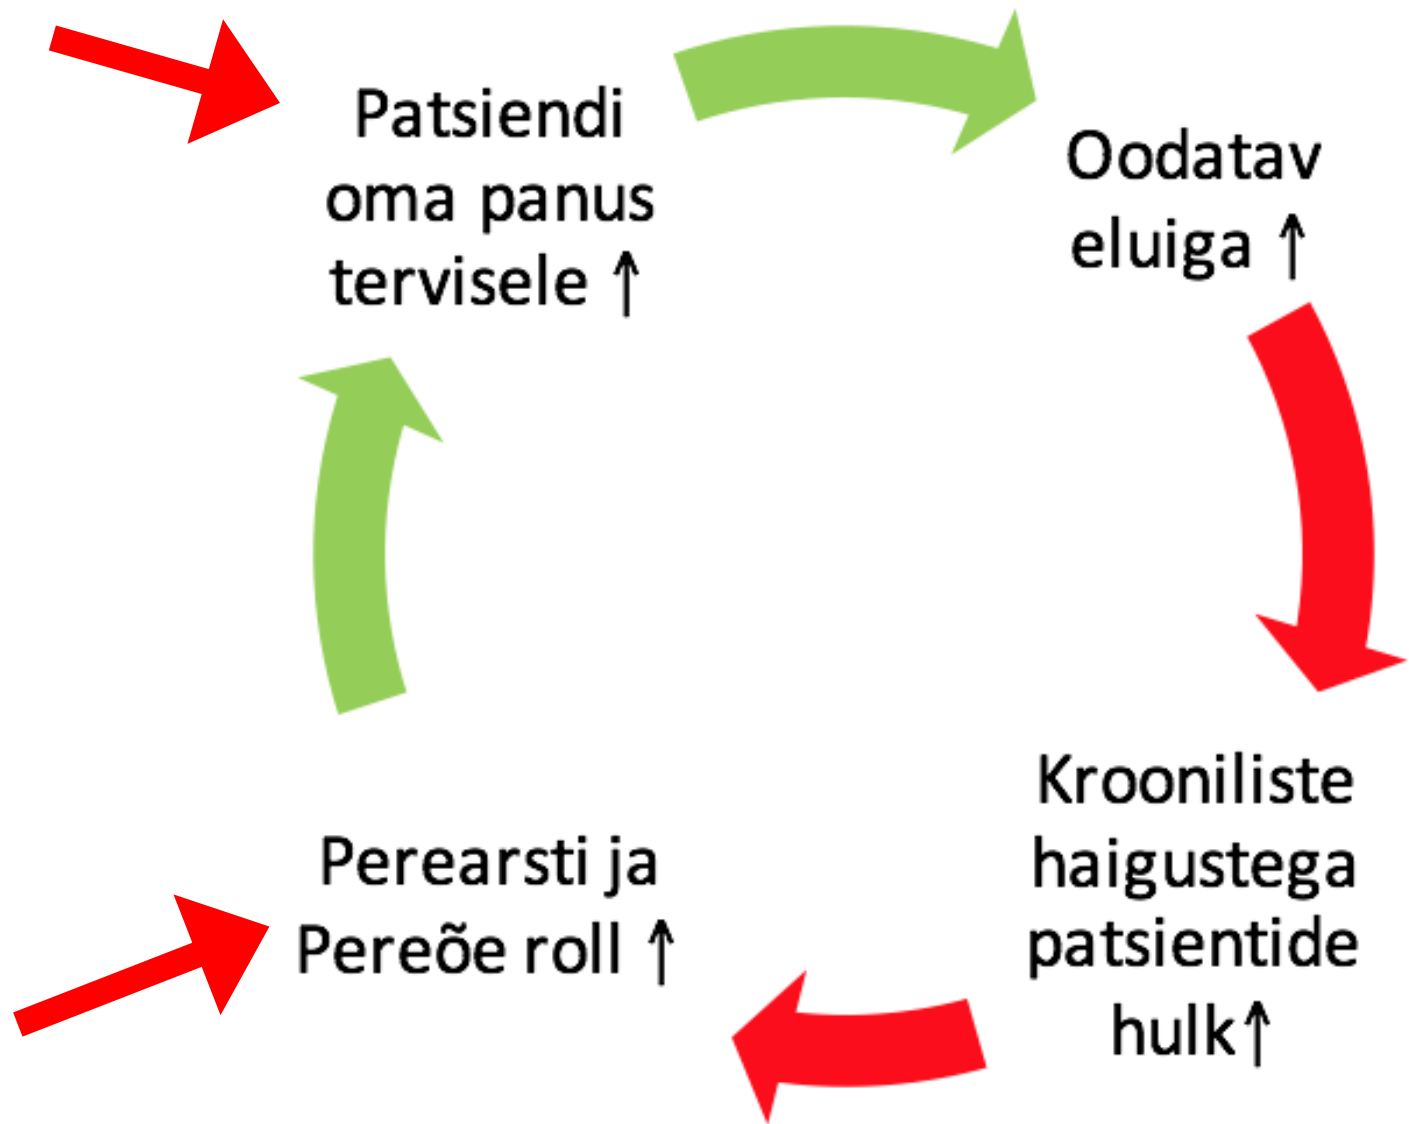 Patsiendi
oma panus
tervisele ↑
Oodatav
eluiga ↑
Krooniliste
haigustega
patsientide
hulk↑
Perearsti ja
Pereõe roll ↑